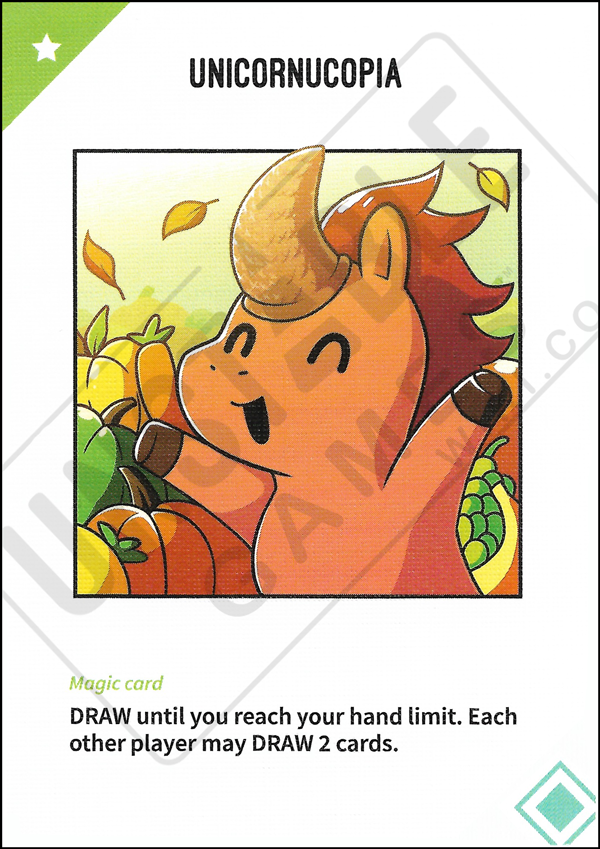 UNICORNUCOPIA
Magic card
DRAW until you reach your hand limit. Each
other player may DRAW 2 cards.